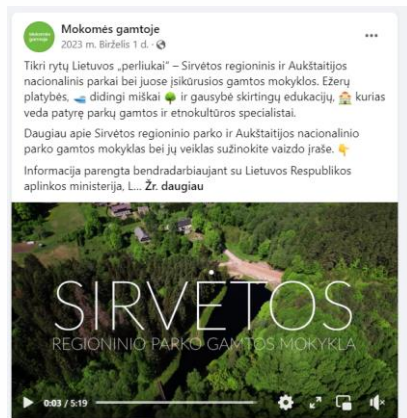 Mokomės gamtoje
2023 m. Birželis 1 d. ·
Tikri rytų Lietuvos „perliukai” – Sirvėtos regioninis ir Aukštaitijos
nacionalinis parkai bei juose įsikūrusios gamtos mokyklos. Ežerų
platybės, 🚤 didingi miškai 🌳 ir gausybė skirtingų edukacijų, 🏠 kurias
veda patyrę parkų gamtos ir etnokultūros specialistai.
Daugiau apie Sirvėtos regioninio parko ir Aukštaitijos nacionalinio
parko gamtos mokyklas bei jų veiklas sužinokite vaizdo įraše. 👇
Informacija parengta bendradarbiaujant su Lietuvos Respublikos
aplinkos ministerija, L... Žr. daugiau
SIRVĖTOS
REGIONINIO PARKO GAMTOS MOKYKLA
0:03 / 5:19